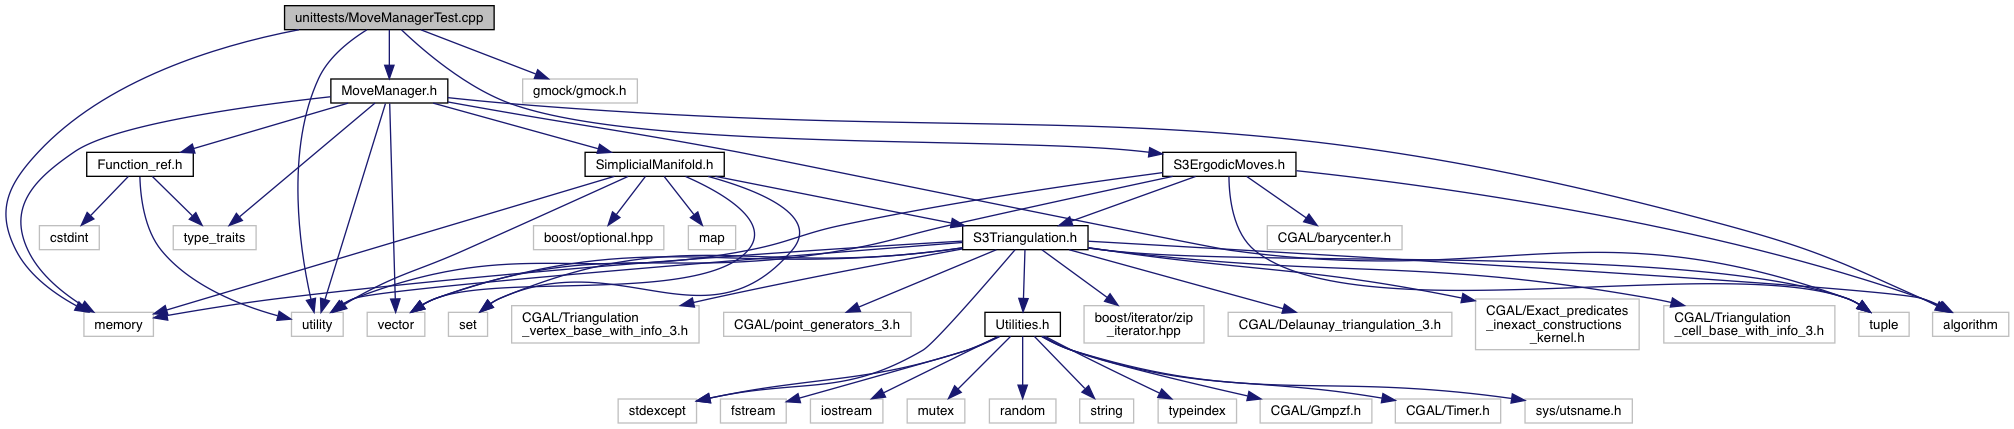 unittests/MoveManagerTest.cpp
MoveManager.h
gmock/gmock.h
Function_ref.h
SimplicialManifold.h
S3ErgodicMoves.h
cstdint
type_traits
boost/optional.hpp
map
S3Triangulation.h
CGAL/barycenter.h
memory
utility
vector
set
CGAL/Triangulation
_vertex_base_with_info_3.h
CGAL/point_generators_3.h
Utilities.h
boost/iterator/zip
_iterator.hpp
CGAL/Delaunay_triangulation_3.h
CGAL/Exact_predicates
_inexact_constructions
_kernel.h
CGAL/Triangulation
_cell_base_with_info_3.h
tuple
algorithm
stdexcept
fstream
iostream
mutex
random
string
typeindex
CGAL/Gmpzf.h
CGAL/Timer.h
sys/utsname.h